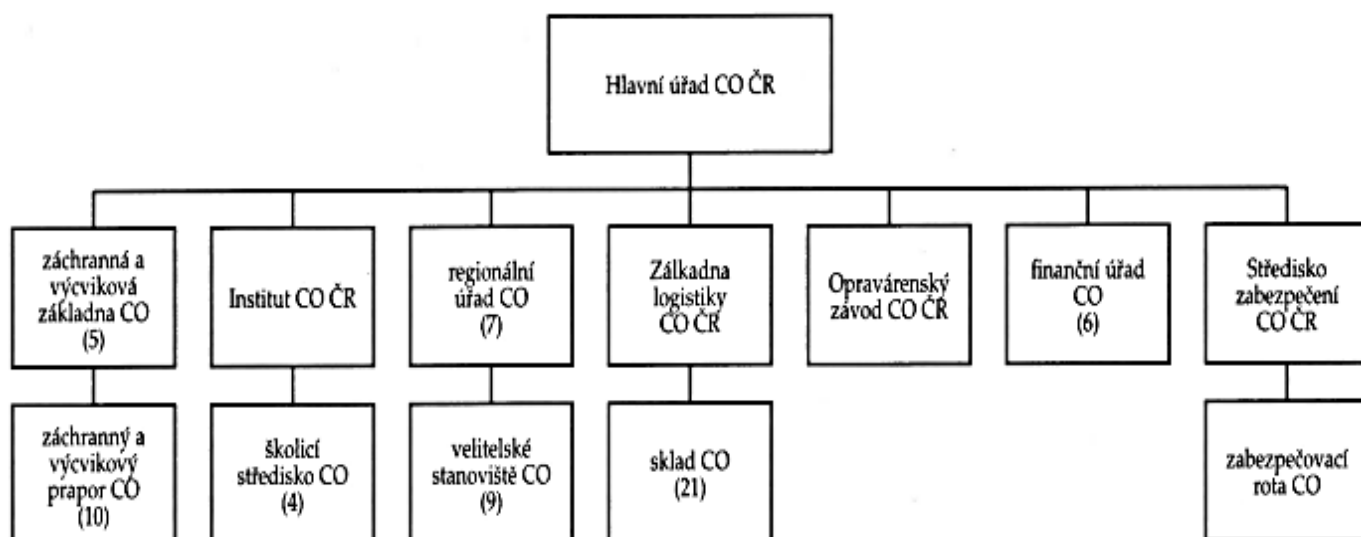 Hlavní úřad CO ČR
záchranná a
výcviková
základna CO
(5)
Institut CO ČR
regionální
úřad CO
(7)
Zálkadna
logistiky
CO ČR
Opravárenský
závod CO ČR
finanční úřad
CO
(6)
Středisko
zabezpečení
CO ČR
záchranný a
výcvikový
prapor CO
(10)
školicí
středisko CO
(4)
velitelské
stanoviště CO
(9)
sklad CO
(21)
zabezpečovací
rota CO